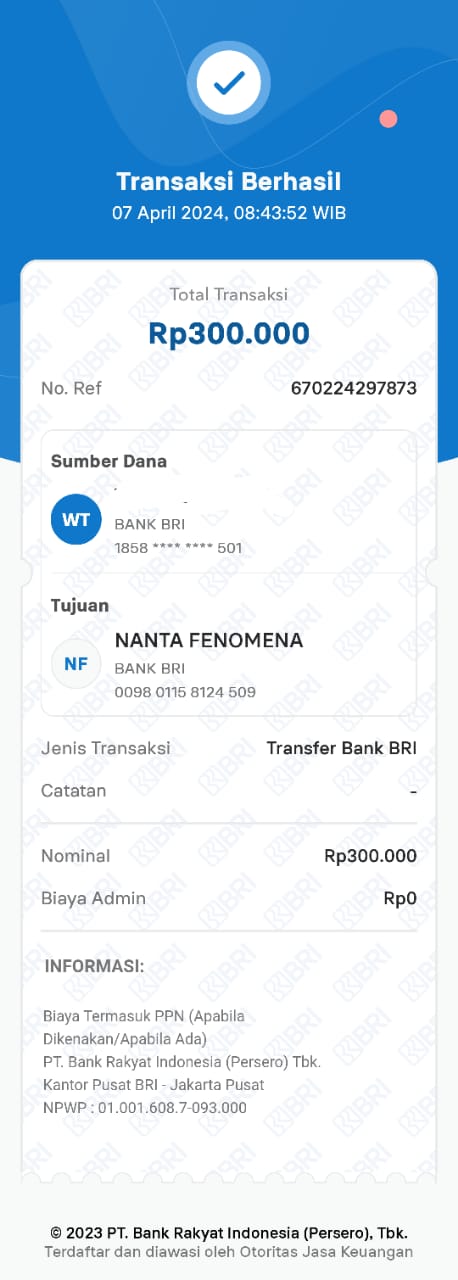 Transaksi Berhasil
07 April 2024, 08:43:52 WIB
Total Transaksi
Rp300.000
No. Ref 670224297873
Sumber Dana
WT
BANK BRI
1858 **** **** 501
Tujuan
NANTA FENOMENA
NF
BANK BRI
0098 0115 8124 509
Jenis Transaksi Transfer Bank BRI
Catatan -
Nominal Rp300.000
Biaya Admin Rp0
INFORMASI:
Biaya Termasuk PPN (Apabila
Dikenakan/Apabila Ada)
PT. Bank Rakyat Indonesia (Persero) Tbk.
Kantor Pusat BRI - Jakarta Pusat
NPWP : 01.001.608.7-093.000
© 2023 PT. Bank Rakyat Indonesia (Persero), Tbk.
Terdaftar dan diawasi oleh Otoritas Jasa Keuangan